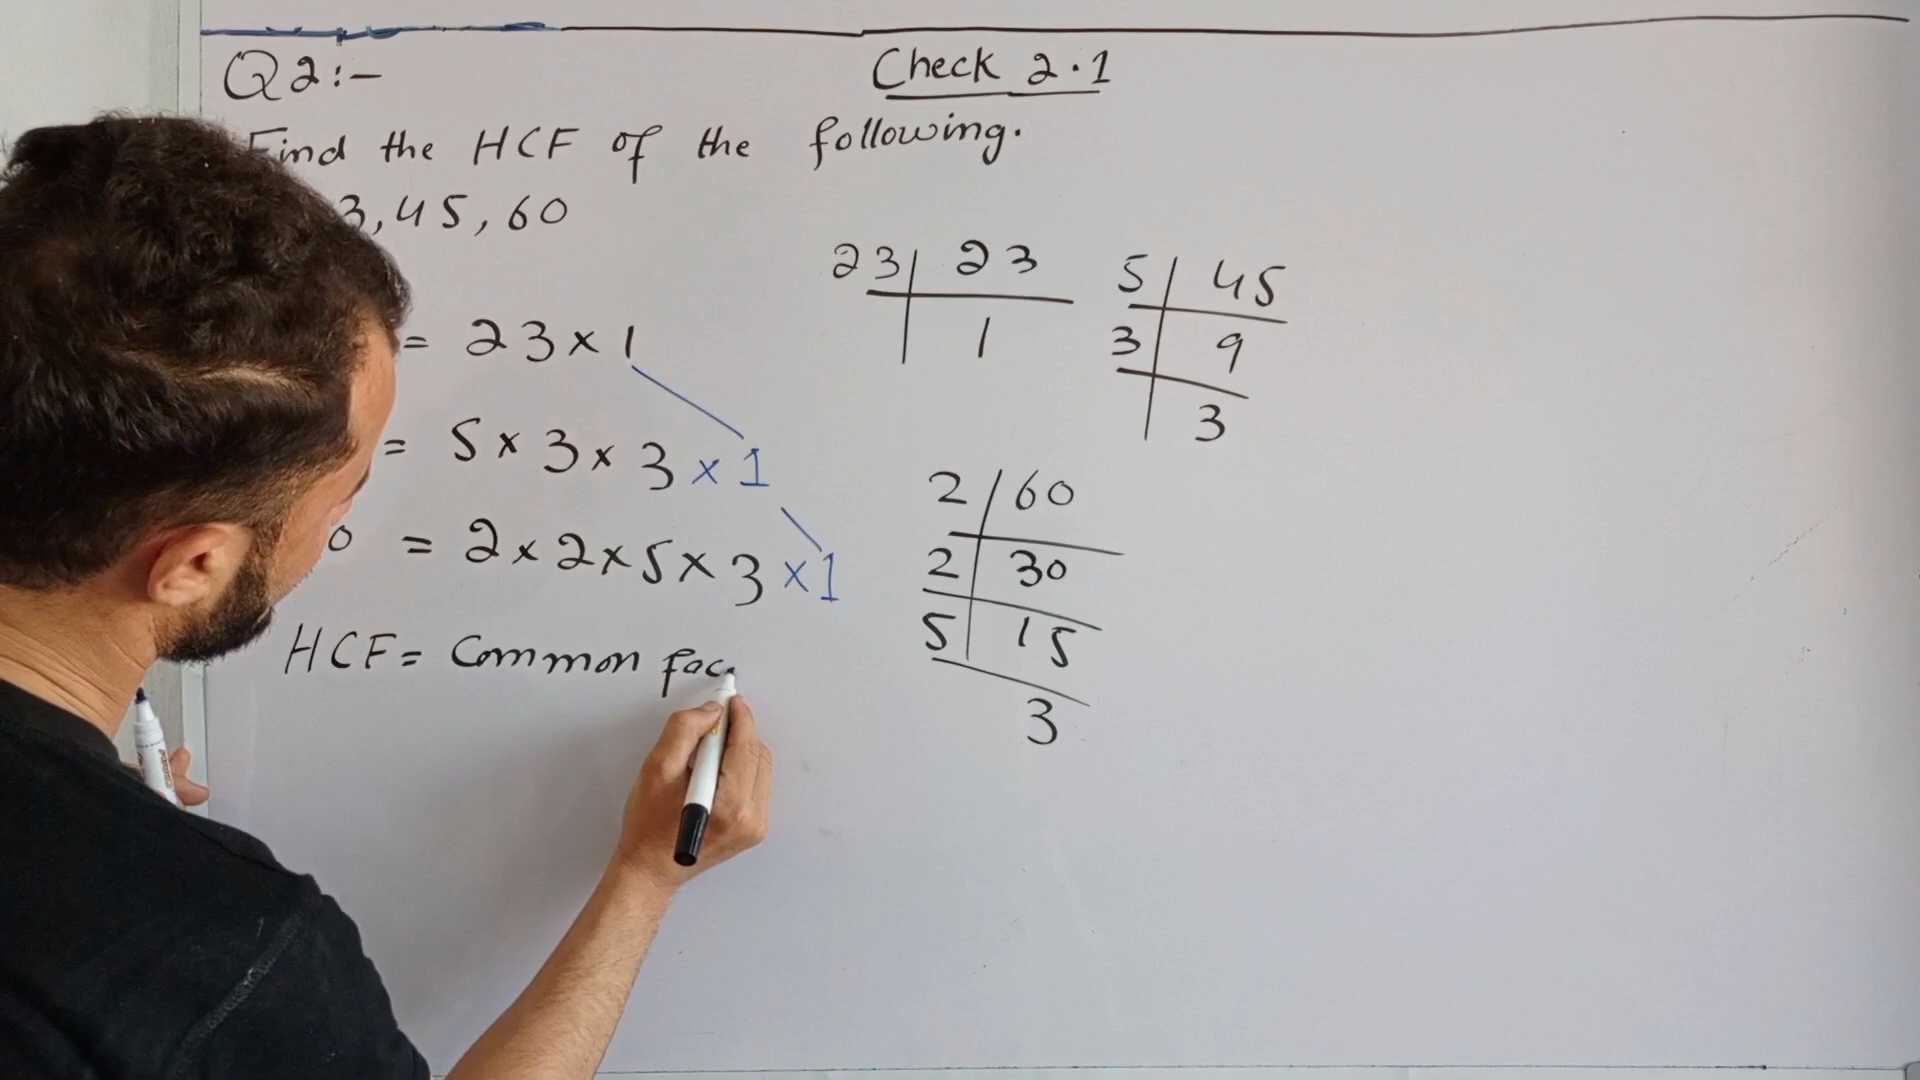 Q2:-
Check 2.1
Find the HCF of the following.
3, 45, 60
= 23 × 1
= 5 × 3 × 3 × 1
0 = 2 × 2 × 5 × 3 × 1
HCF = Common fac
23 | 23
1
5 | 45
3 | 9
3
2 | 60
2 | 30
5 | 15
3